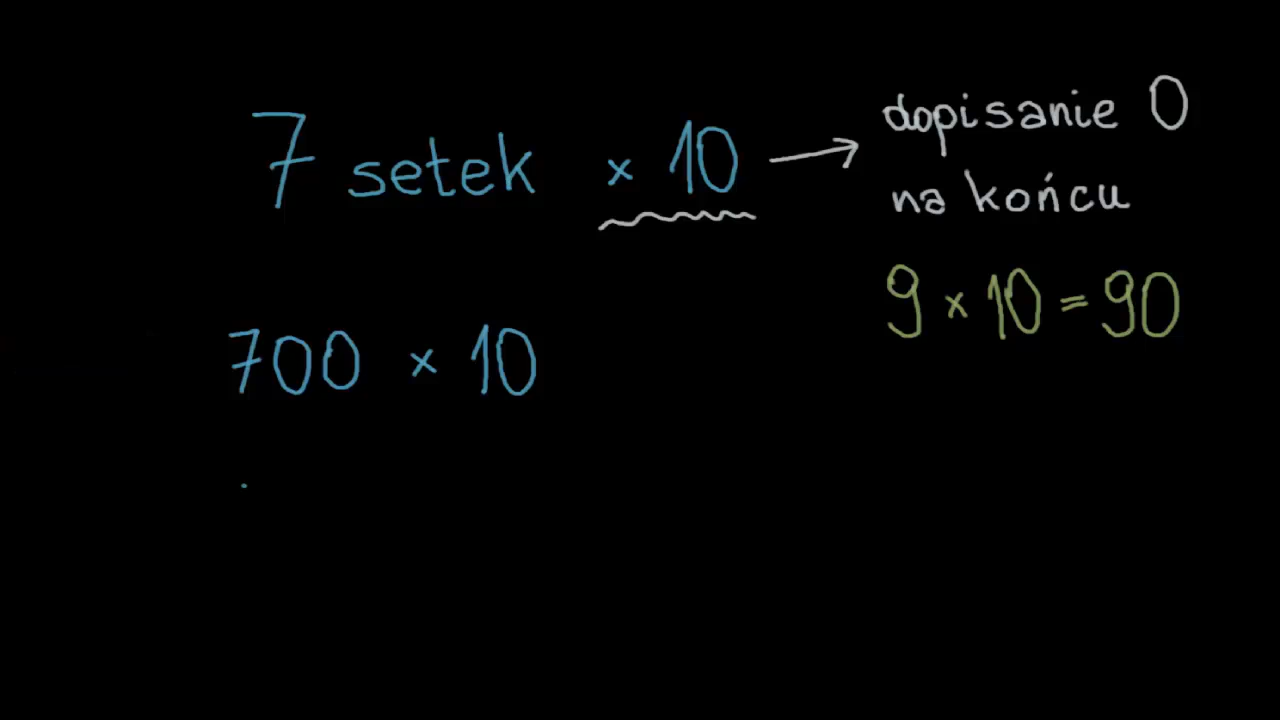 7 setek × 10 → dopisanie 0
na końcu
9 × 10 = 90
700 × 10